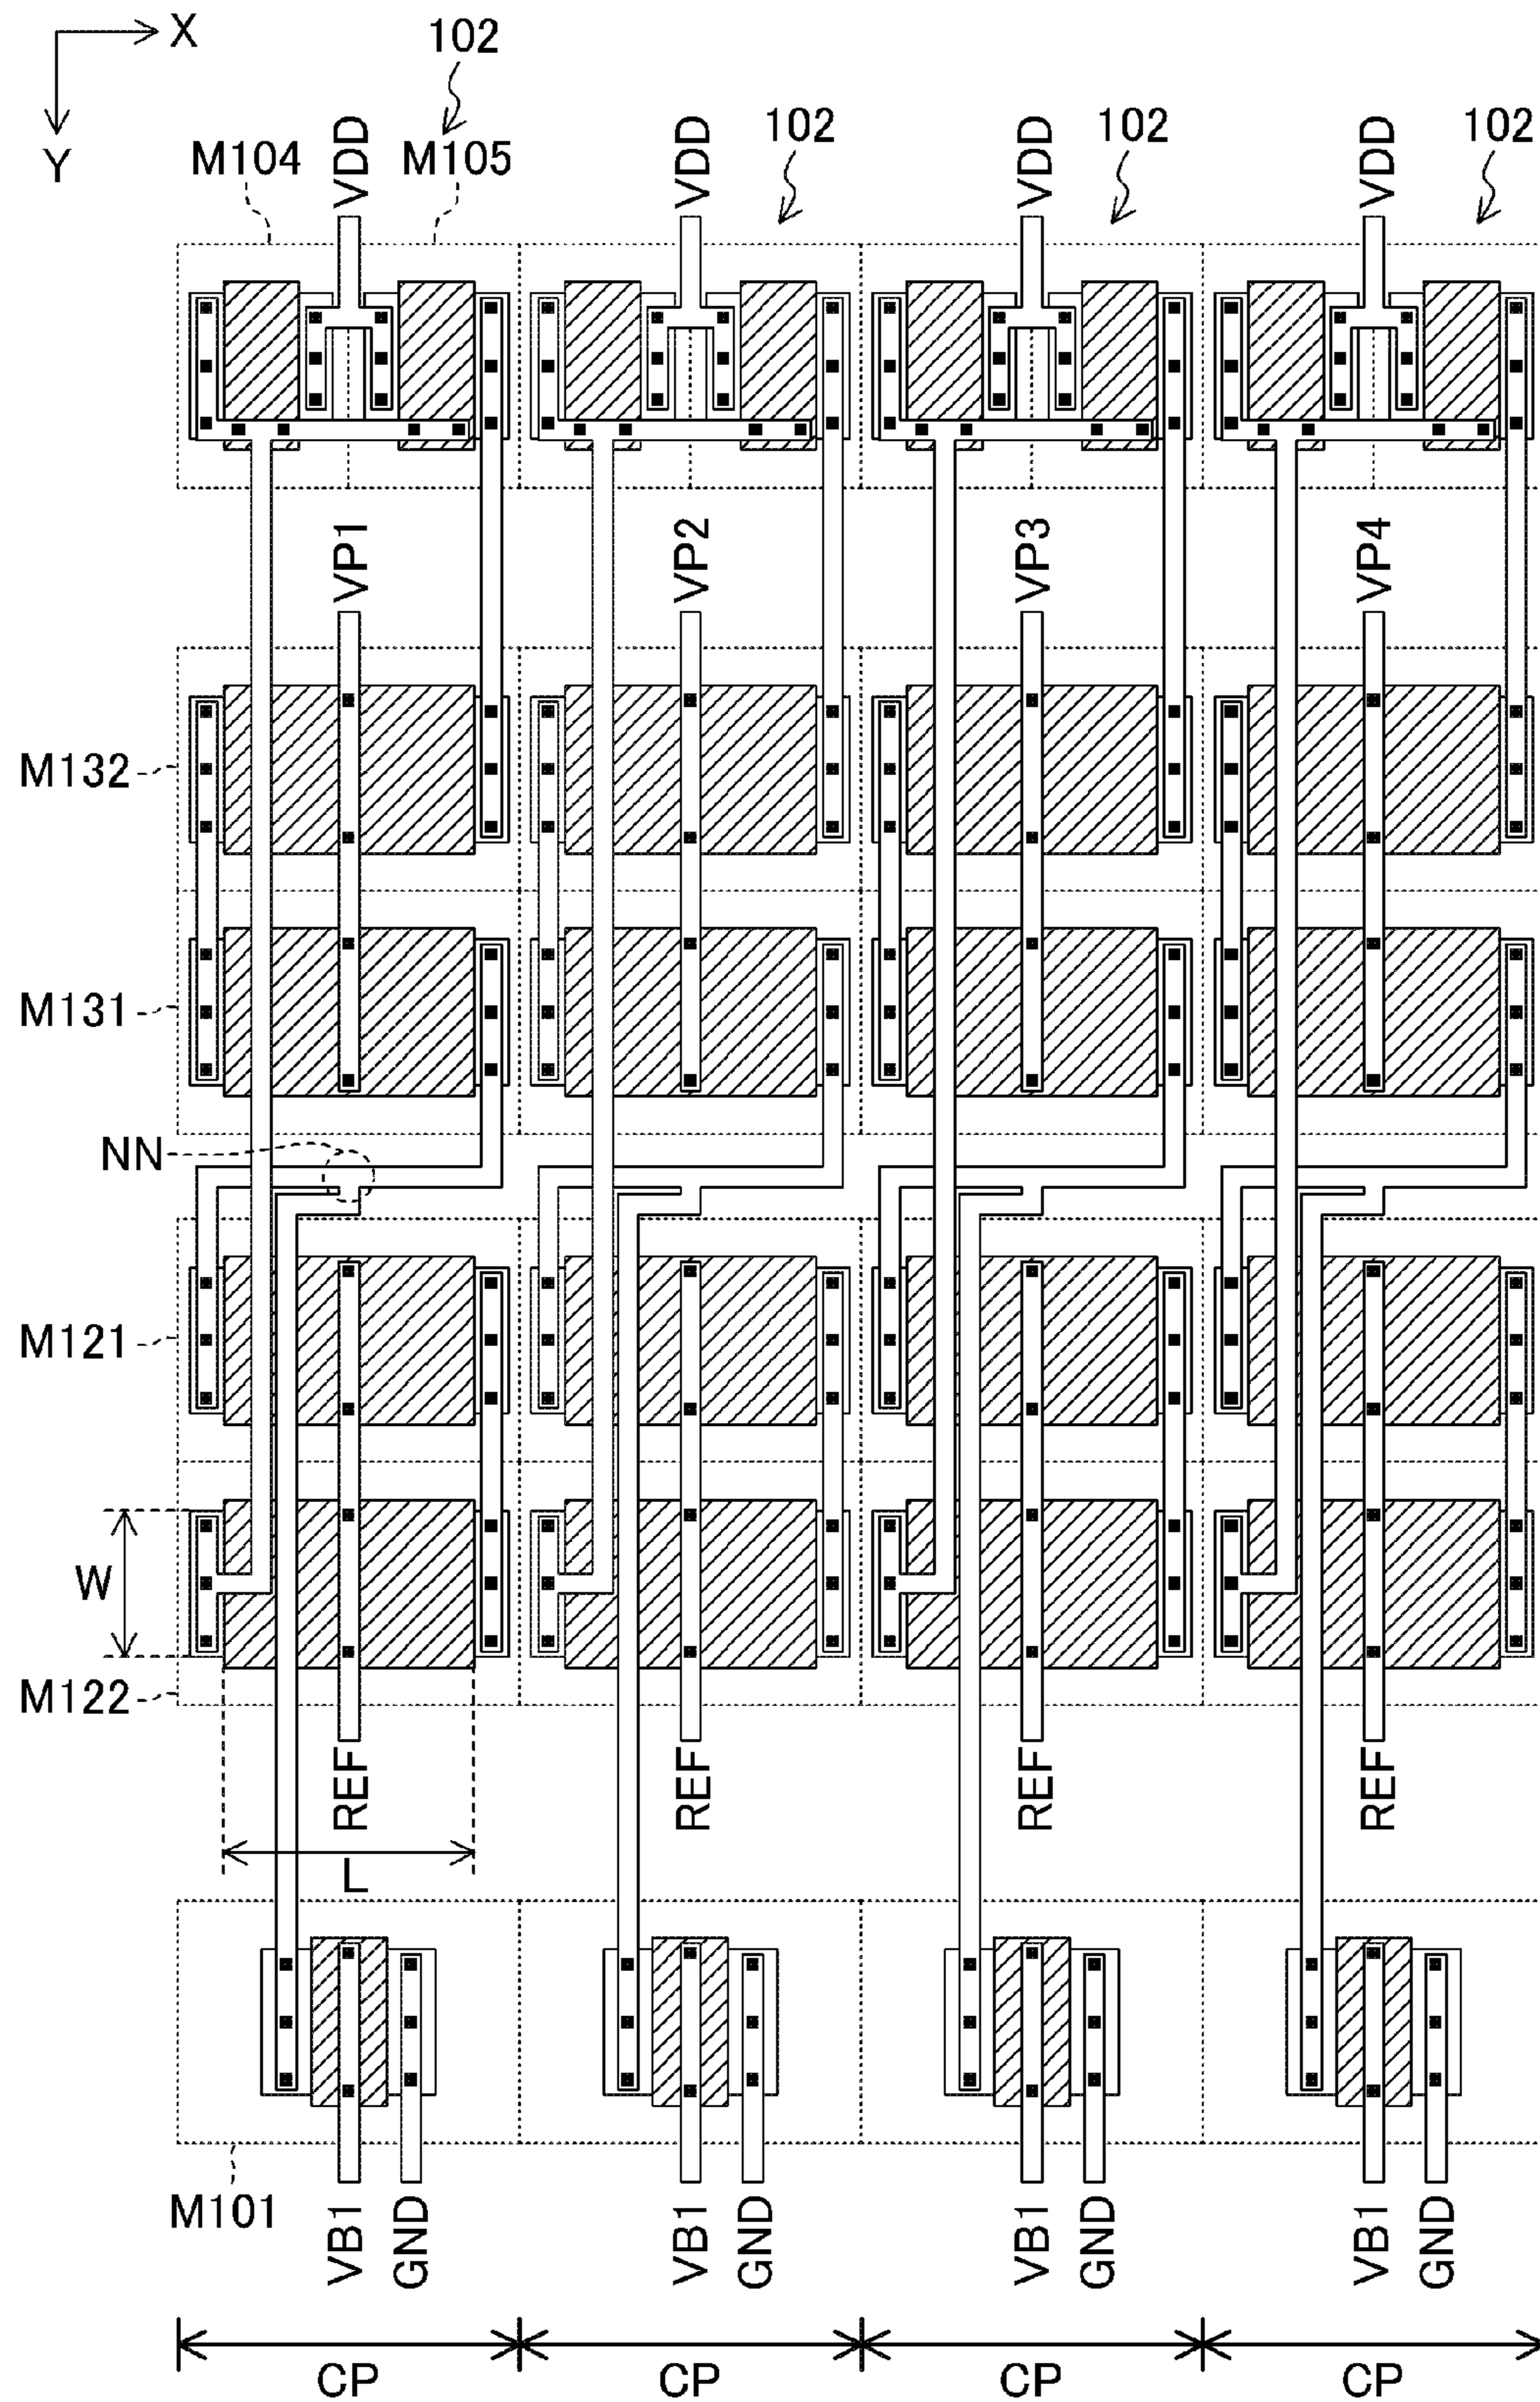 X
Y
102
102
102
102
M104
VDD
M105
VDD
VDD
VDD
VP1
VP2
VP3
VP4
M132
M131
NN
M121
W
M122
REF
REF
REF
REF
L
M101
VB1
GND
VB1
GND
VB1
GND
VB1
GND
CP
CP
CP
CP